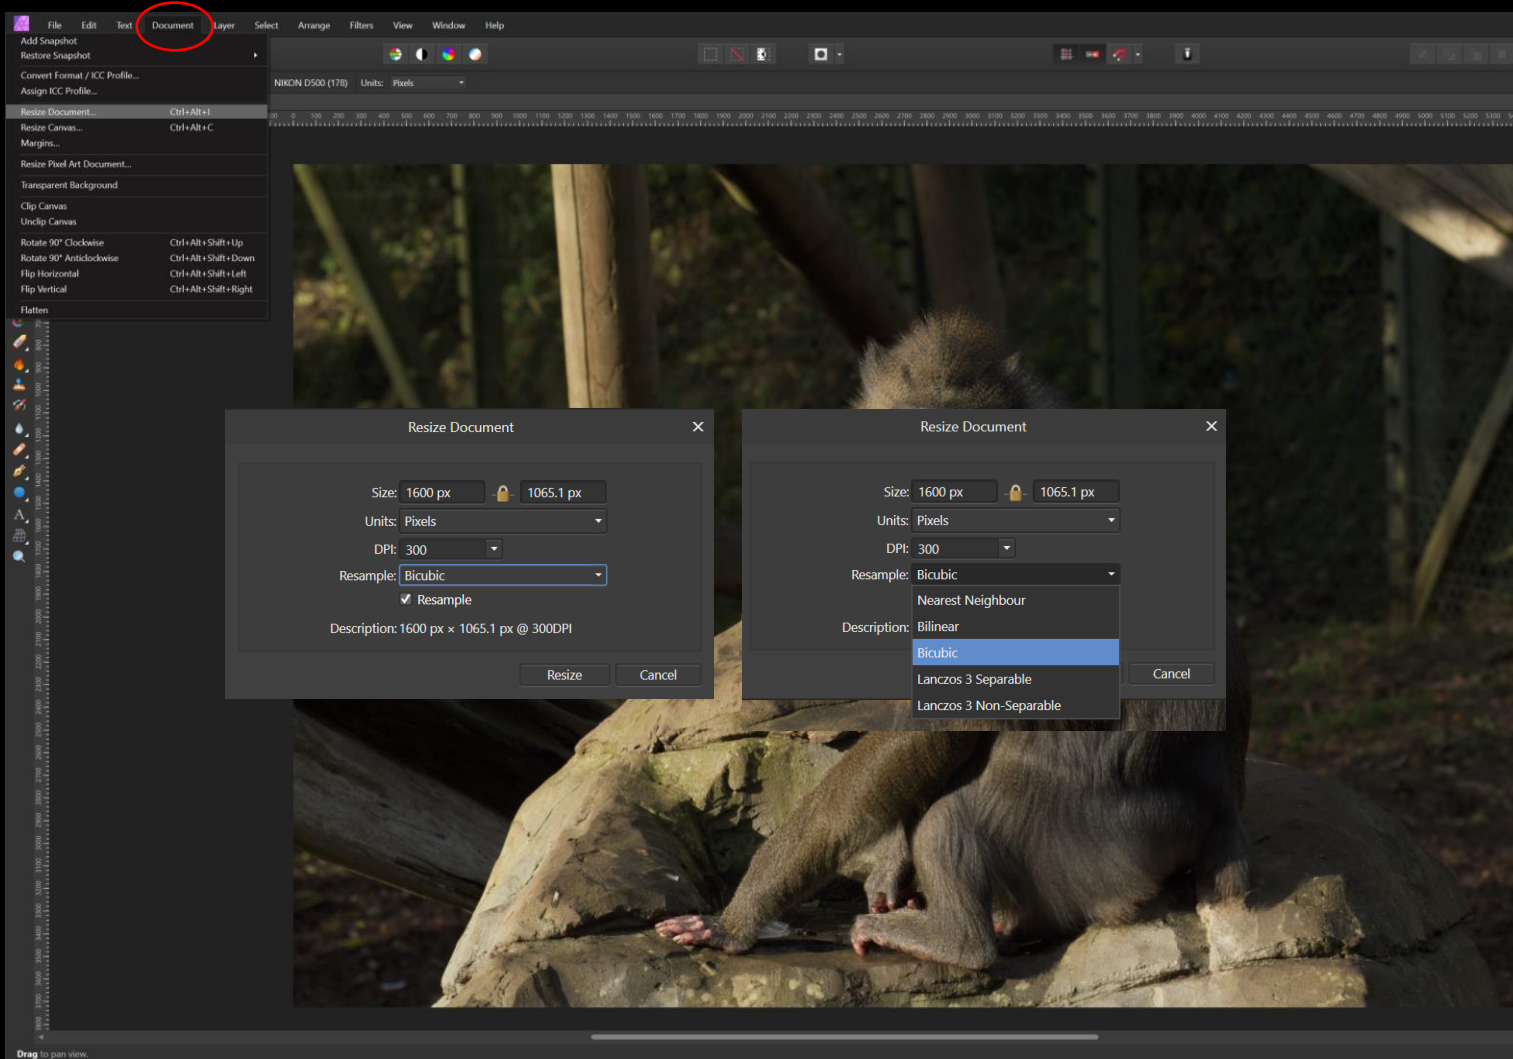 File Edit Text Document Layer Select Arrange Filters View Window Help
Add Snapshot
Restore Snapshot
Convert Format / ICC Profile...
Assign ICC Profile...
NIKON D500 (178) Units: Pixels
Resize Document... Ctrl+Alt+I
Resize Canvas... Ctrl+Alt+C
Margins...
Resize Pixel Art Document...
Transparent Background
Clip Canvas
Unclip Canvas
Rotate 90° Clockwise Ctrl+Alt+Shift+Up
Rotate 90° Anticlockwise Ctrl+Alt+Shift+Down
Flip Horizontal Ctrl+Alt+Shift+Left
Flip Vertical Ctrl+Alt+Shift+Right
Flatten
Resize Document
Size: 1600 px 1065.1 px
Units: Pixels
DPI: 300
Resample: Bicubic
Resample
Description: 1600 px × 1065.1 px @ 300DPI
Resize Cancel
Resize Document
Size: 1600 px 1065.1 px
Units: Pixels
DPI: 300
Resample: Bicubic
Nearest Neighbour
Description: Bilinear
Bicubic
Lanczos 3 Separable
Cancel
Lanczos 3 Non-Separable
Drag to pan view.